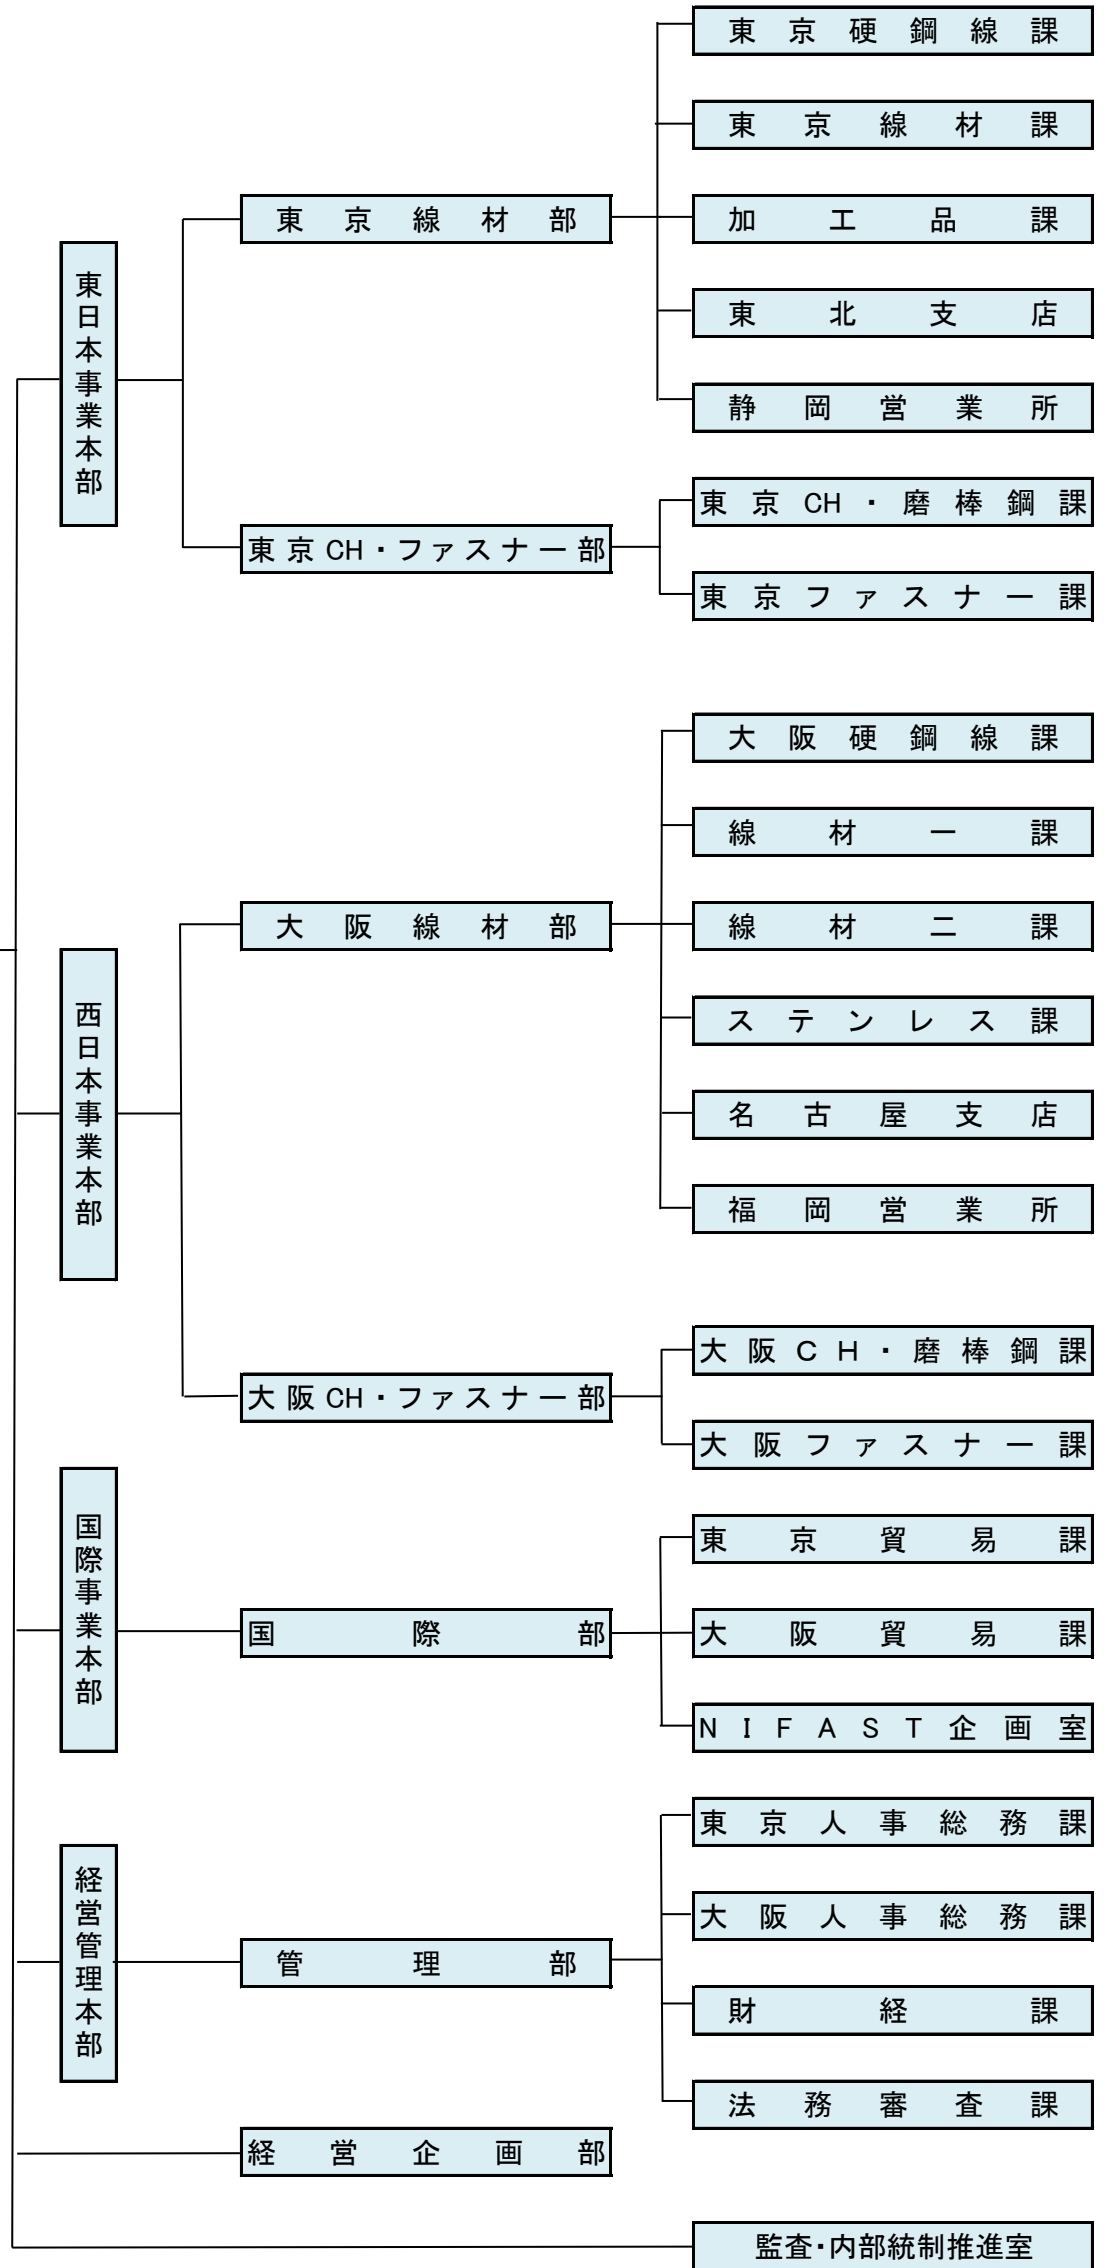 東京硬鋼線課
東京線材課
東京線材部
加工品課
東日本事業本部
東北支店
静岡営業所
東京CH・磨棒鋼課
東京CH・ファスナー部
東京ファスナー課
大阪硬鋼線課
線材一課
大阪線材部
線材二課
西日本事業本部
ステンレス課
名古屋支店
福岡営業所
大阪CH・磨棒鋼課
大阪CH・ファスナー部
大阪ファスナー課
国際事業本部
東京貿易課
国際部
大阪貿易課
NIFAST企画室
東京人事総務課
経営管理本部
大阪人事総務課
管理部
財経課
法務審査課
経営企画部
監査・内部統制推進室